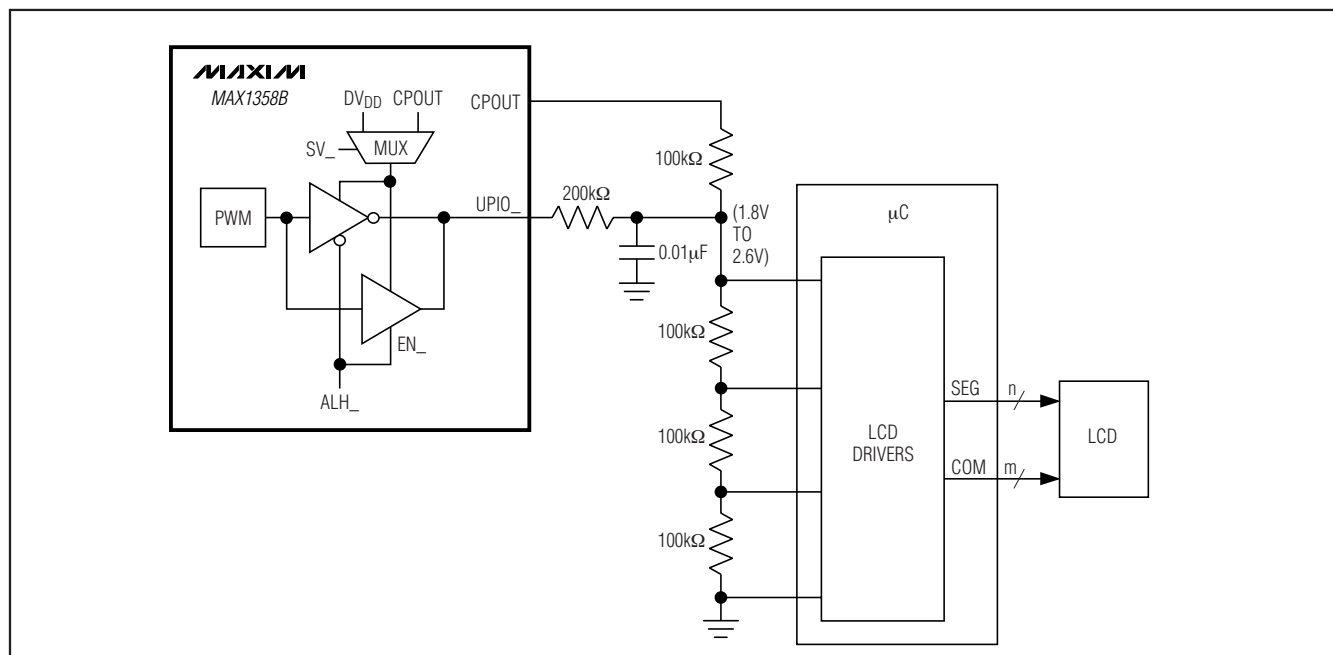 MAXIM
MAX1358B
DVDD CPOUT
CPOUT
SV_
MUX
100kΩ
PWM
UPIO_
200kΩ
(1.8V
TO
2.6V)
0.01μF
μC
EN_
ALH_
100kΩ
100kΩ
100kΩ
LCD
DRIVERS
SEG
n
COM
m
LCD